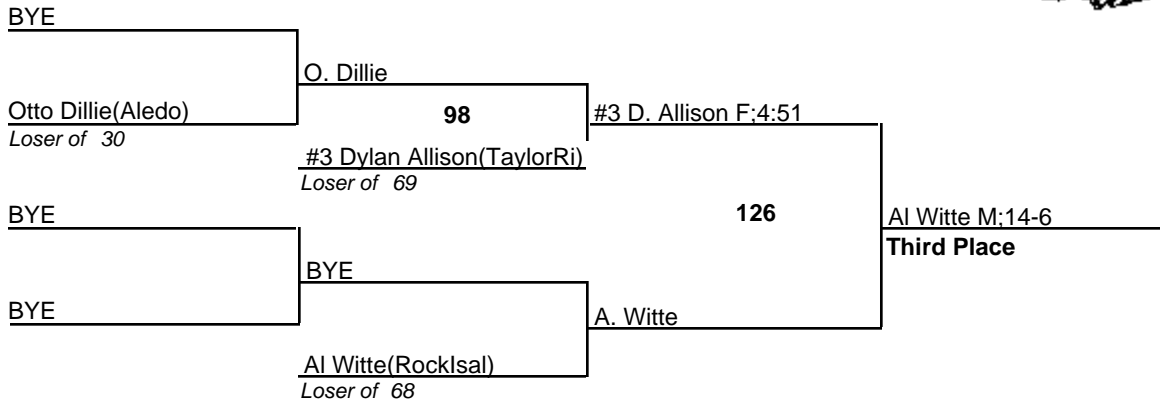 BYE
O. Dillie
Otto Dillie(Aledo)
98
#3 D. Allison F;4:51
Loser of 30
#3 Dylan Allison(TaylorRi)
Loser of 69
BYE
126
Al Witte M;14-6
Third Place
BYE
BYE
A. Witte
Al Witte(RockIsal)
Loser of 68